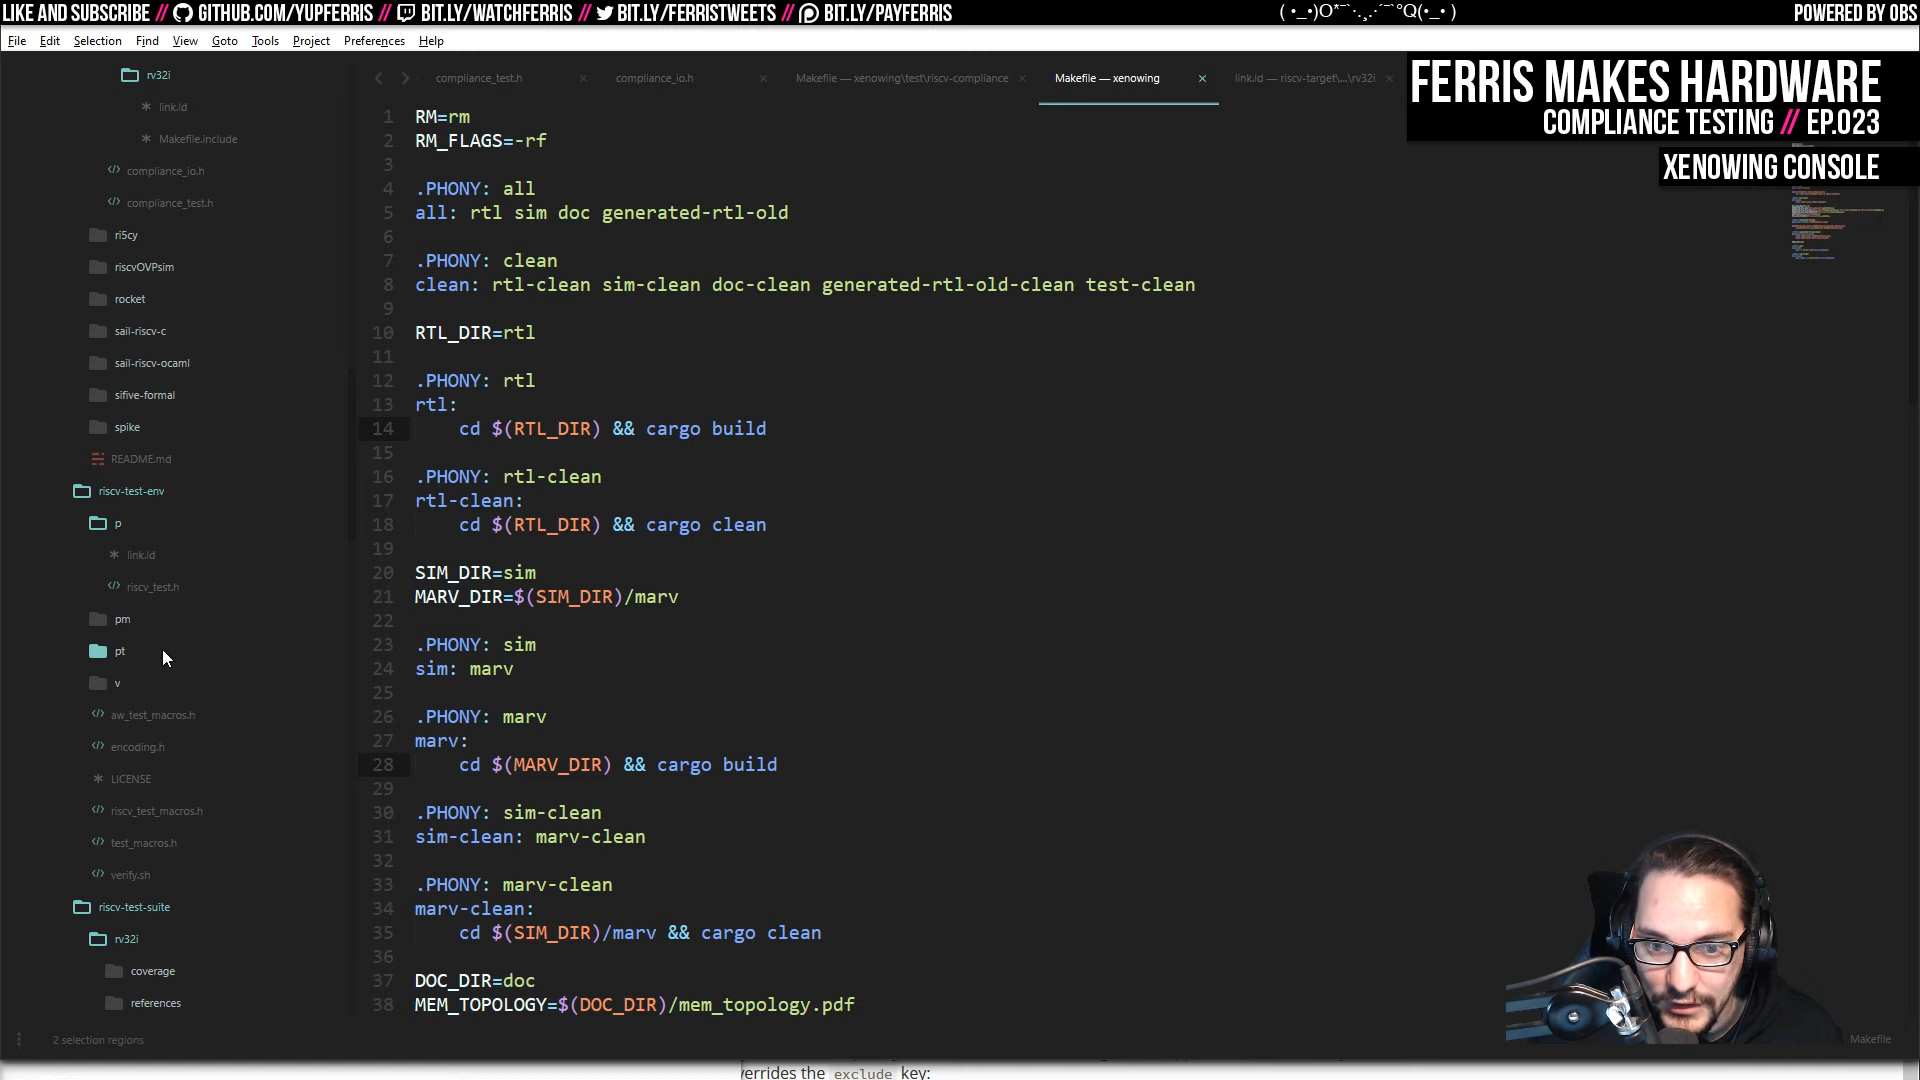 LIKE AND SUBSCRIBE // GITHUB.COM/YUPFERRIS // BIT.LY/WATCHFERRIS // BIT.LY/FERRISTWEETS // BIT.LY/PAYFERRIS
POWERED BY OBS
File Edit Selection Find View Goto Tools Project Preferences Help
FERRIS MAKES HARDWARE
COMPLIANCE TESTING // EP.023
XENOWING CONSOLE
compliance_test.h
compliance_io.h
Makefile — xenowing\test\riscv-compliance
Makefile — xenowing
link.ld — riscv-target\...\rv32i
rv32i
link.ld
Makefile.include
compliance_io.h
compliance_test.h
ri5cy
riscvOVPsim
rocket
sail-riscv-c
sail-riscv-ocaml
sifive-formal
spike
README.md
riscv-test-env
p
link.ld
riscv_test.h
pm
pt
v
aw_test_macros.h
encoding.h
LICENSE
riscv_test_macros.h
test_macros.h
verify.sh
riscv-test-suite
rv32i
coverage
references
1 RM=rm
2 RM_FLAGS=-rf
3
4 .PHONY: all
5 all: rtl sim doc generated-rtl-old
6
7 .PHONY: clean
8 clean: rtl-clean sim-clean doc-clean generated-rtl-old-clean test-clean
9
10 RTL_DIR=rtl
11
12 .PHONY: rtl
13 rtl:
14 cd $(RTL_DIR) && cargo build
15
16 .PHONY: rtl-clean
17 rtl-clean:
18 cd $(RTL_DIR) && cargo clean
19
20 SIM_DIR=sim
21 MARV_DIR=$(SIM_DIR)/marv
22
23 .PHONY: sim
24 sim: marv
25
26 .PHONY: marv
27 marv:
28 cd $(MARV_DIR) && cargo build
29
30 .PHONY: sim-clean
31 sim-clean: marv-clean
32
33 .PHONY: marv-clean
34 marv-clean:
35 cd $(SIM_DIR)/marv && cargo clean
36
37 DOC_DIR=doc
38 MEM_TOPOLOGY=$(DOC_DIR)/mem_topology.pdf
2 selection regions
Makefile
verrides the exclude key: